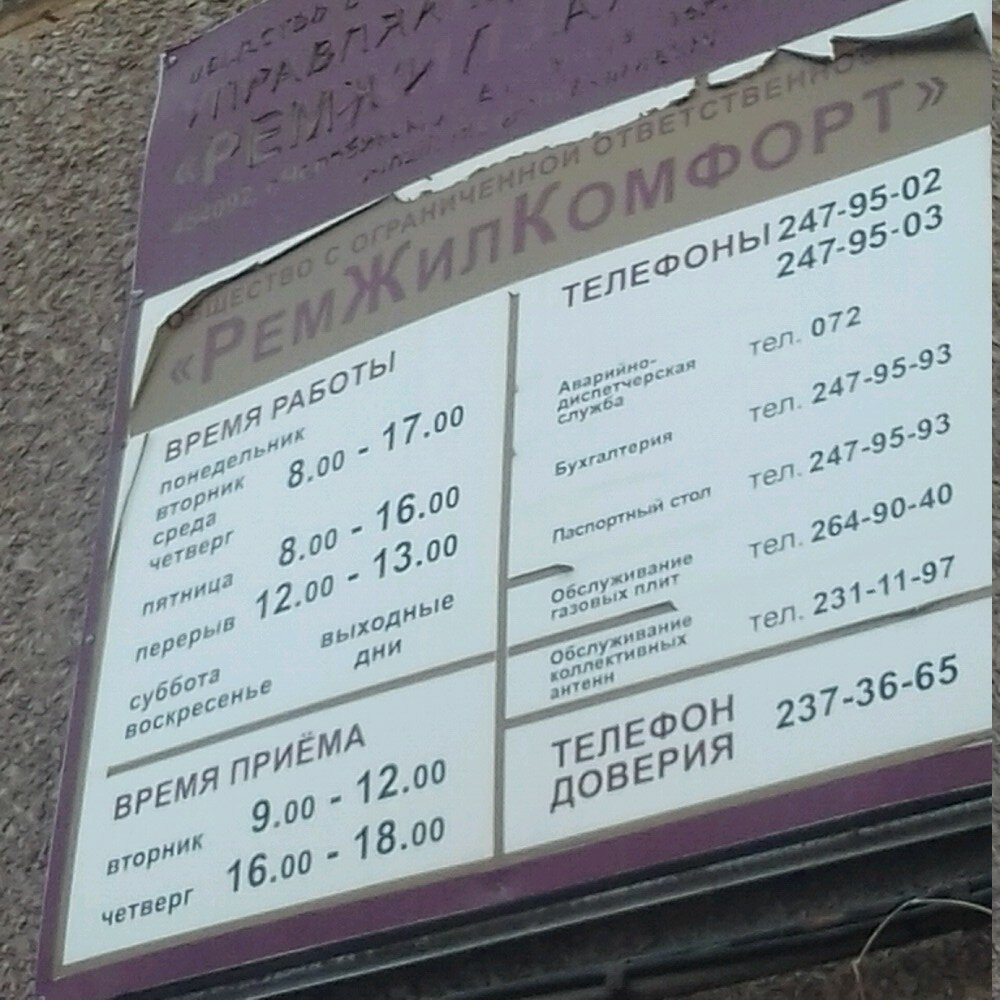 ОБЩЕСТВО С ОГРАНИЧЕННОЙ ОТВЕТСТВЕННОС
«РЕМЖИЛКОМФОРТ»
ВРЕМЯ РАБОТЫ
понедельник
вторник 8.00 - 17.00
среда
четверг
пятница 8.00 - 16.00
перерыв 12.00 - 13.00
суббота выходные
воскресенье дни
ВРЕМЯ ПРИЁМА
вторник 9.00 - 12.00
четверг 16.00 - 18.00
ТЕЛЕФОНЫ 247-95-02
247-95-03
Аварийно-
диспетчерская
служба тел. 072
Бухгалтерия тел. 247-95-93
Паспортный стол тел. 247-95-93
Обслуживание
газовых плит тел. 264-90-40
Обслуживание
коллективных
антенн тел. 231-11-97
ТЕЛЕФОН
ДОВЕРИЯ 237-36-65